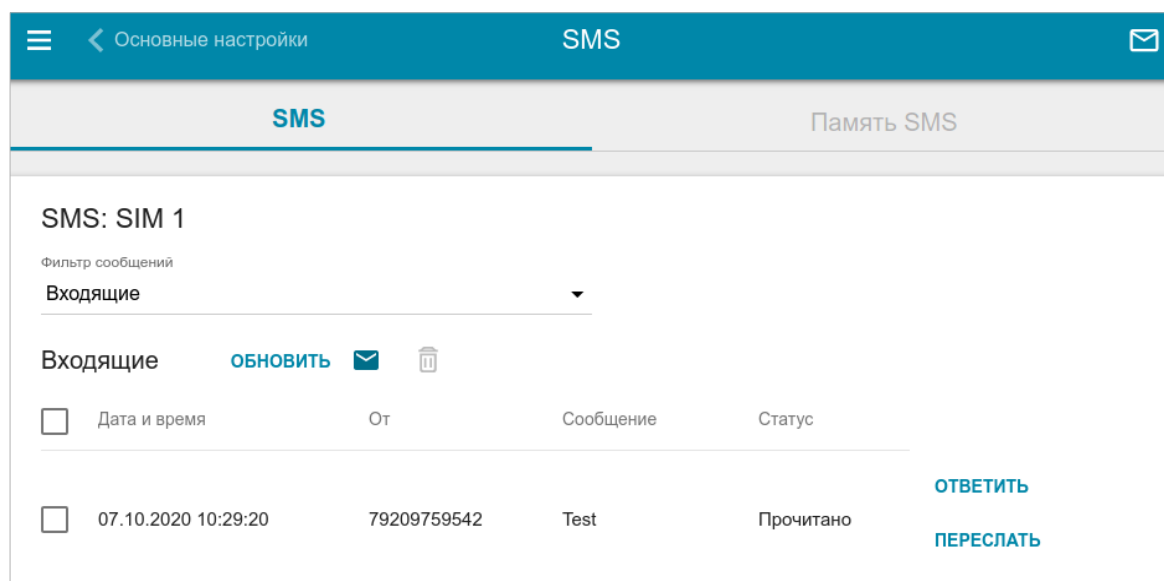 Основные настройки SMS
SMS Память SMS
SMS: SIM 1
Фильтр сообщений
Входящие
Входящие ОБНОВИТЬ
Дата и время От Сообщение Статус
ОТВЕТИТЬ
07.10.2020 10:29:20 79209759542 Test Прочитано
ПЕРЕСЛАТЬ